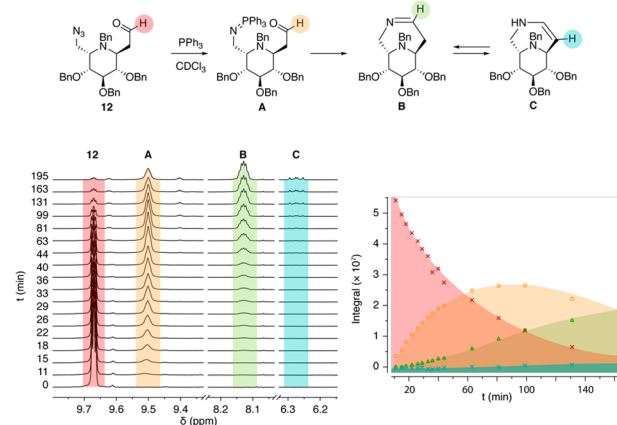 O H
N₃
Bn
N
BnO OBn
OBn
12
PPh₃
CDCl₃
PPh₃ O H
N
Bn
N
BnO OBn
OBn
A
H
N
Bn
N
BnO OBn
OBn
B
HN
Bn
N H
BnO OBn
OBn
C
12 A B C
195
163
131
99
81
63
44
40
36
33
29
26
22
18
15
11
0
t (min)
9.7 9.6 9.5 9.4 8.2 8.1 6.3 6.2
δ (ppm)
5
4
3
2
1
0
Integral (× 10⁷)
20 60 100 140
t (min)